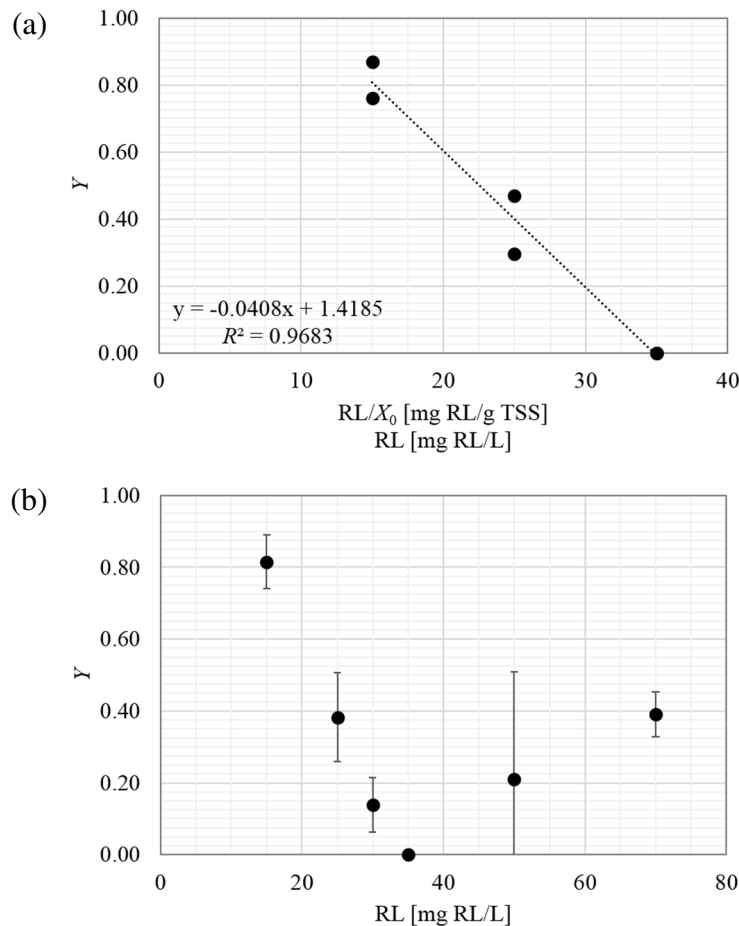 (a)
1.00
0.80
0.60
0.40
0.20
0.00
Y
y = -0.0408x + 1.4185
R² = 0.9683
0 10 20 30 40
RL/X₀ [mg RL/g TSS]
RL [mg RL/L]
(b)
1.00
0.80
0.60
0.40
0.20
0.00
Y
0 20 40 60 80
RL [mg RL/L]